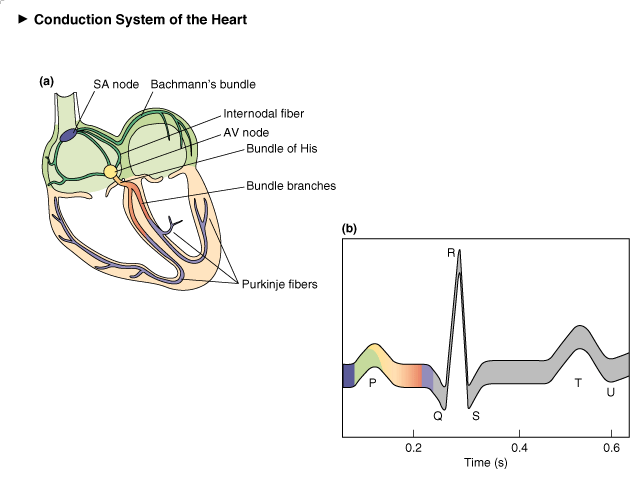 ► Conduction System of the Heart
(a)
SA node
Bachmann's bundle
Internodal fiber
AV node
Bundle of His
Bundle branches
Purkinje fibers
(b)
R
P
Q
S
T
U
0.2
0.4
0.6
Time (s)